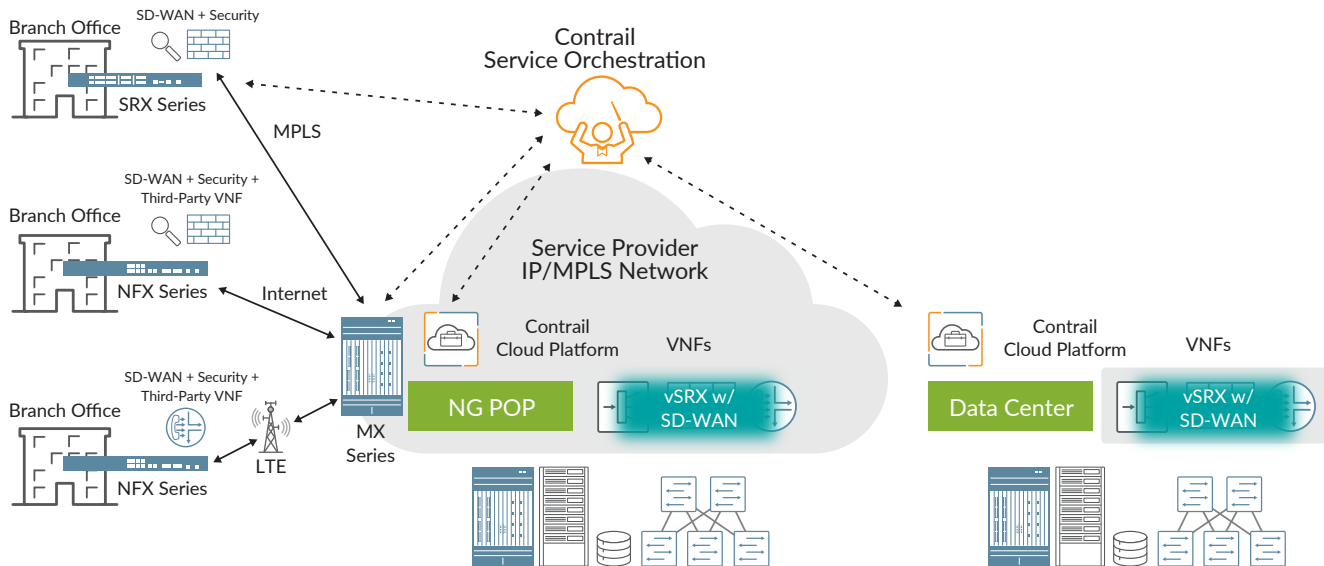 Branch Office
SD-WAN + Security
SRX Series
MPLS
Contrail
Service Orchestration
SD-WAN + Security +
Third-Party VNF
Branch Office
NFX Series
Internet
Service Provider
IP/MPLS Network
Contrail
Cloud Platform
VNFs
NG POP
vSRX w/
SD-WAN
Contrail
Cloud Platform
VNFs
Data Center
vSRX w/
SD-WAN
SD-WAN + Security +
Third-Party VNF
Branch Office
NFX Series
LTE
MX
Series